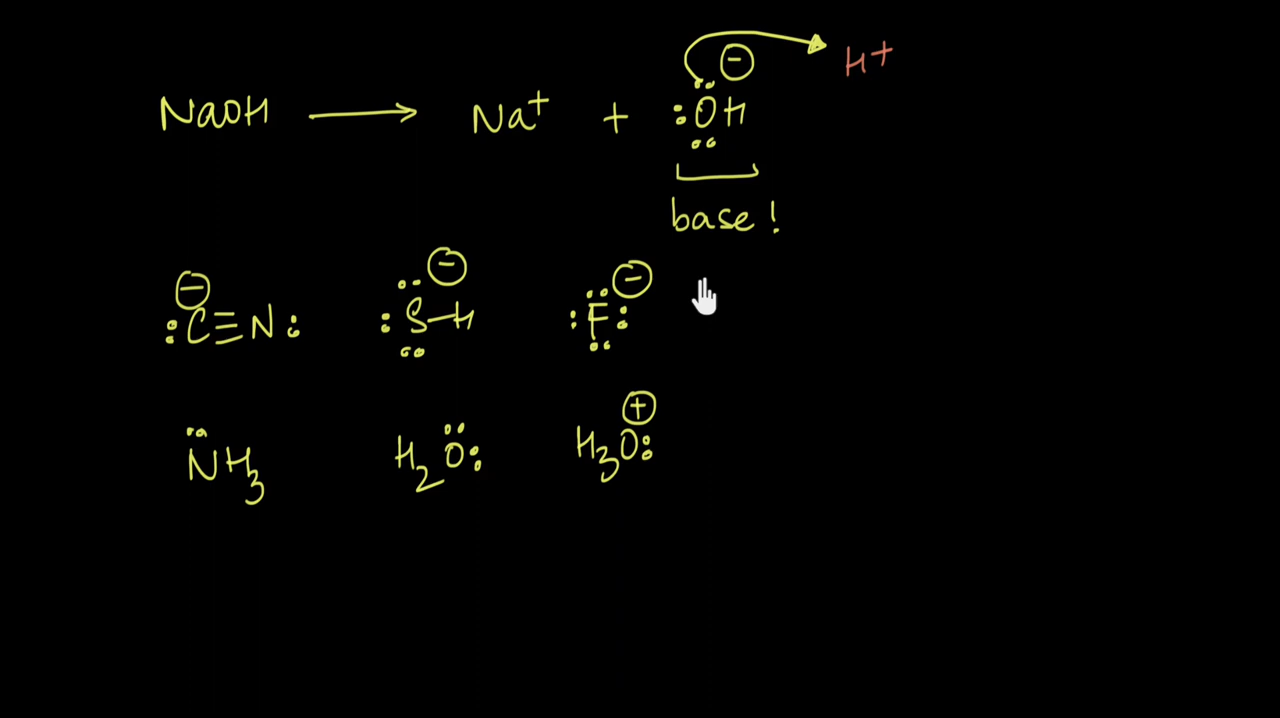 NaOH ⟶ Na⁺ + :ÖH⊖ H⁺
base!
⊖:C≡N: :S̈–H⊖ :F̈:⊖
N̈H₃ H₂Ö: H₃O:⊕